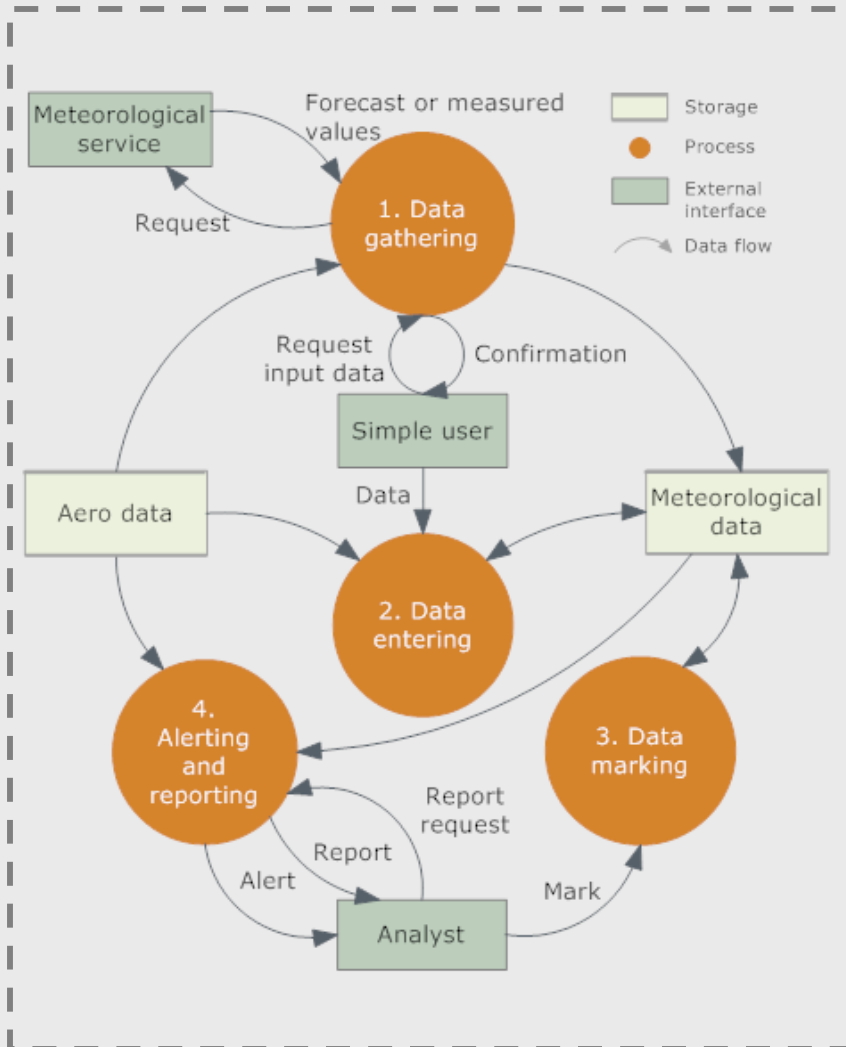 Meteorological
service
Forecast or measured
values
Request
1. Data
gathering
Storage
Process
External
interface
Data flow
Request
input data
Confirmation
Simple user
Data
Aero data
Meteorological
data
2. Data
entering
4.
Alerting
and
reporting
3. Data
marking
Report
request
Report
Alert
Mark
Analyst